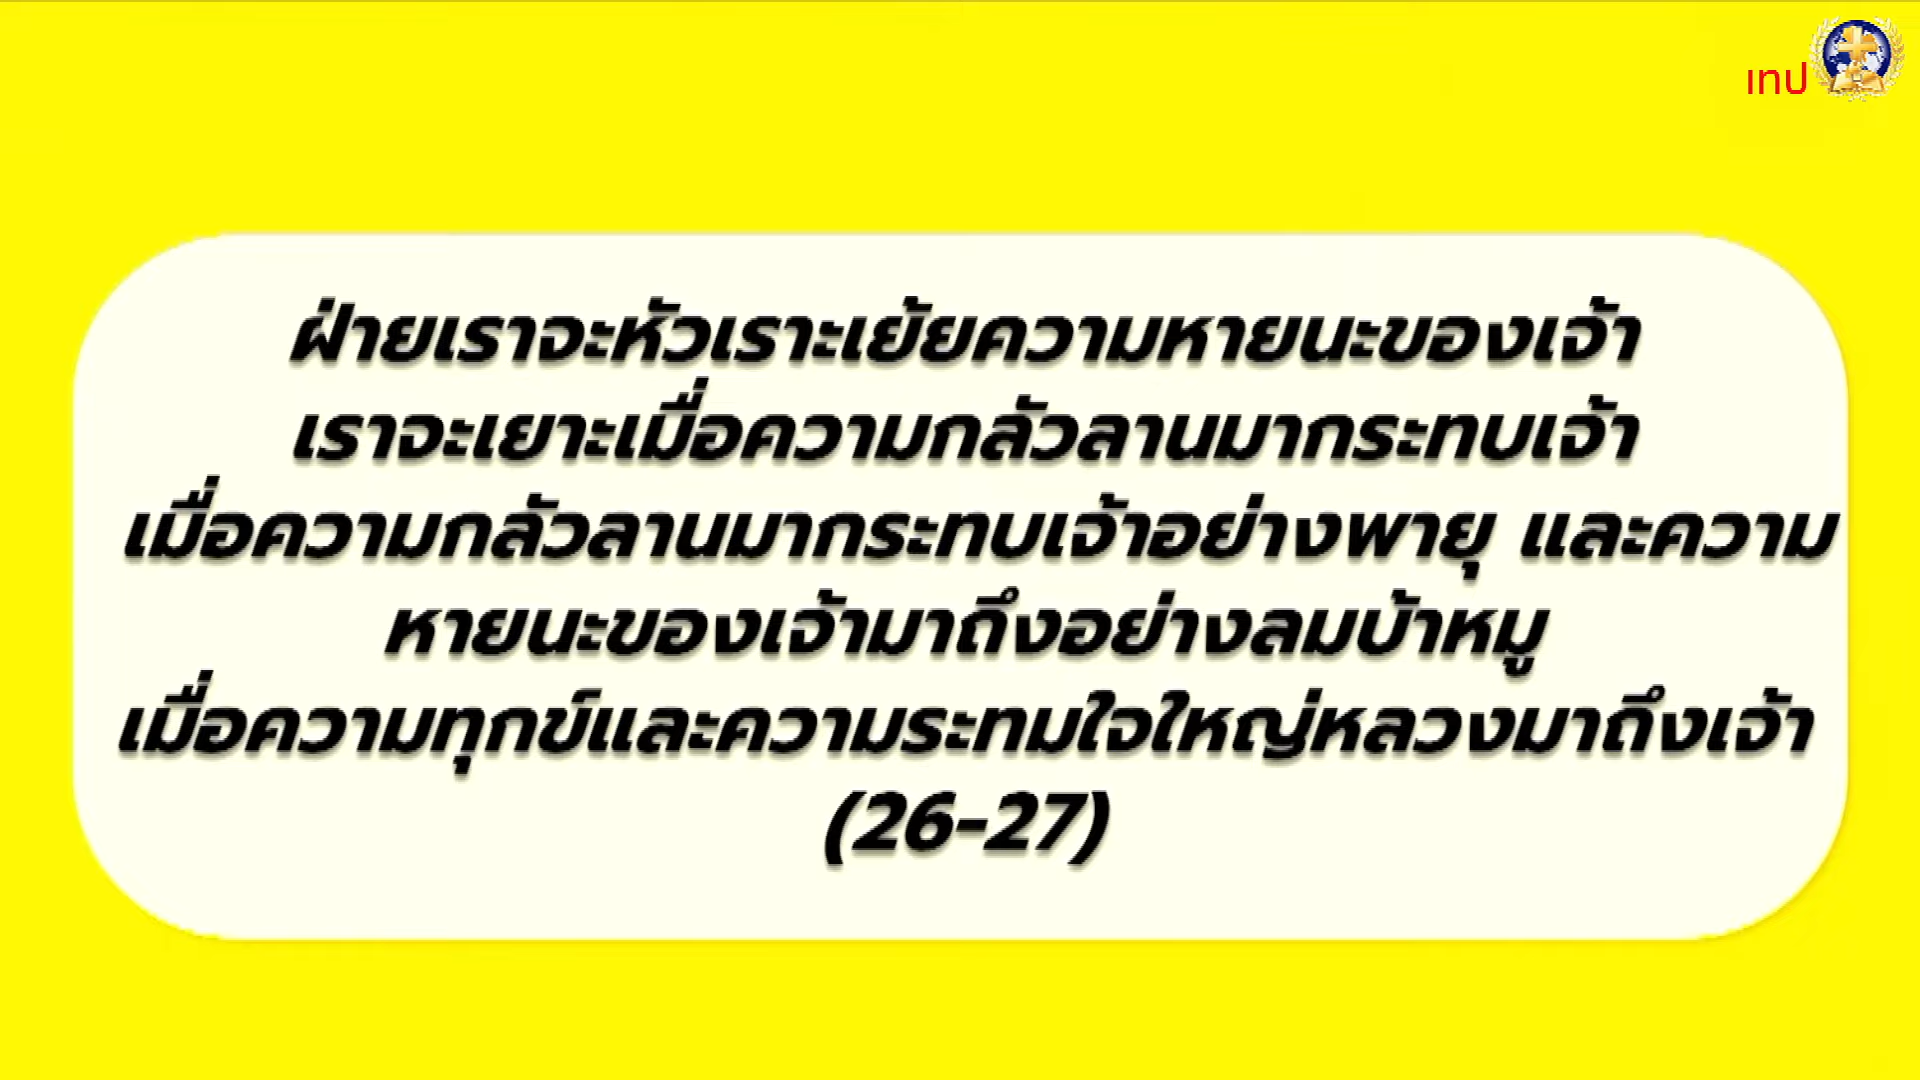 เทป
ฝ่ายเราจะหัวเราะเย้ยความหายนะของเจ้า
เราจะเยาะเมื่อความกลัวลานมากระทบเจ้า
เมื่อความกลัวลานมากระทบเจ้าอย่างพายุ และความ
หายนะของเจ้ามาถึงอย่างลมบ้าหมู
เมื่อความทุกข์และความระทมใจใหญ่หลวงมาถึงเจ้า
(26-27)